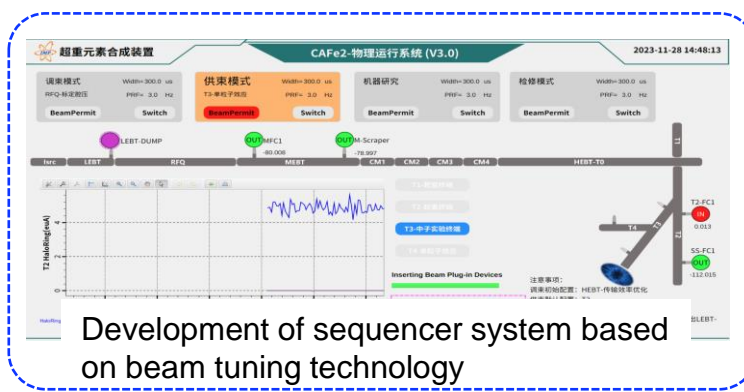 超重元素合成装置
CAFe2-物理运行系统 (V3.0)
2023-11-28 14:48:13
调束模式 Width=300.0 us
RFQ-标定腔压 PRF= 3.0 Hz
BeamPermit Switch
供束模式 Width=300.0 us
T3-单粒子效应 PRF= 3.0 Hz
BeamPermit Switch
机器研究 Width=300.0 us
PRF= 3.0 Hz
BeamPermit Switch
检修模式 Width=300.0 us
PRF= 3.0 Hz
BeamPermit Switch
LEBT-DUMP
OUT MFC1
-80.008
OUT M-Scraper
-78.997
Isrc LEBT RFQ MEBT CM1 CM2 CM3 CM4 HEBT-T0
T1
T2 HaloRing(euA)
4
2
0
T3-中子实验终端
Inserting Beam Plug-in Devices
T4
T3
T2
T2-FC1
IN
0.013
SS-FC1
OUT
-112.015
注意事项:
调束初始配置: HEBT-传输效率优化
Development of sequencer system based
on beam tuning technology